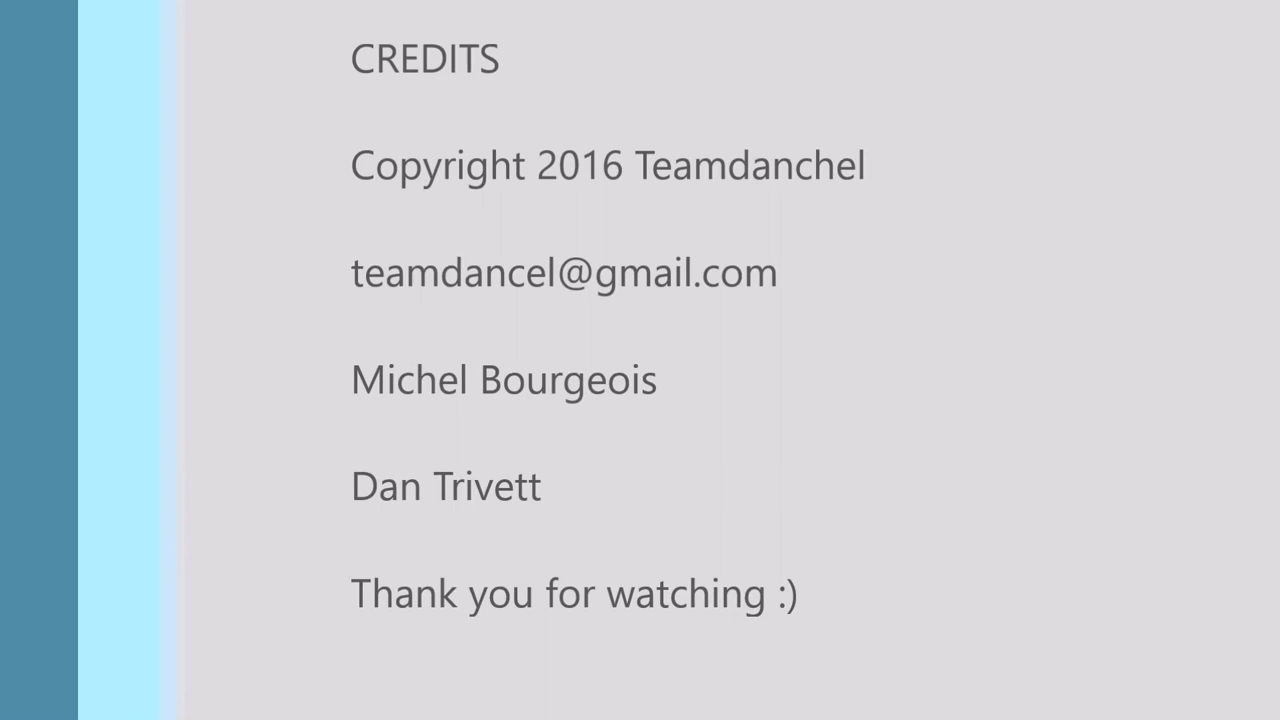 CREDITS
Copyright 2016 Teamdanchel
teamdancel@gmail.com
Michel Bourgeois
Dan Trivett
Thank you for watching :)